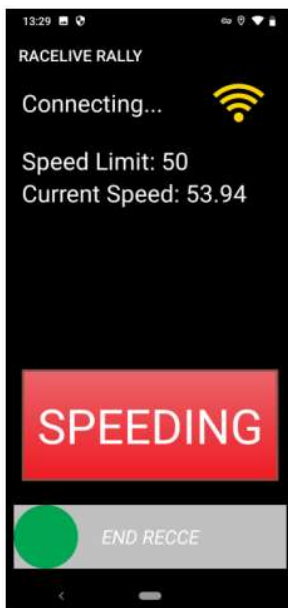 13:29
RACELIVE RALLY
Connecting...
Speed Limit: 50
Current Speed: 53.94
SPEEDING
END RECCE